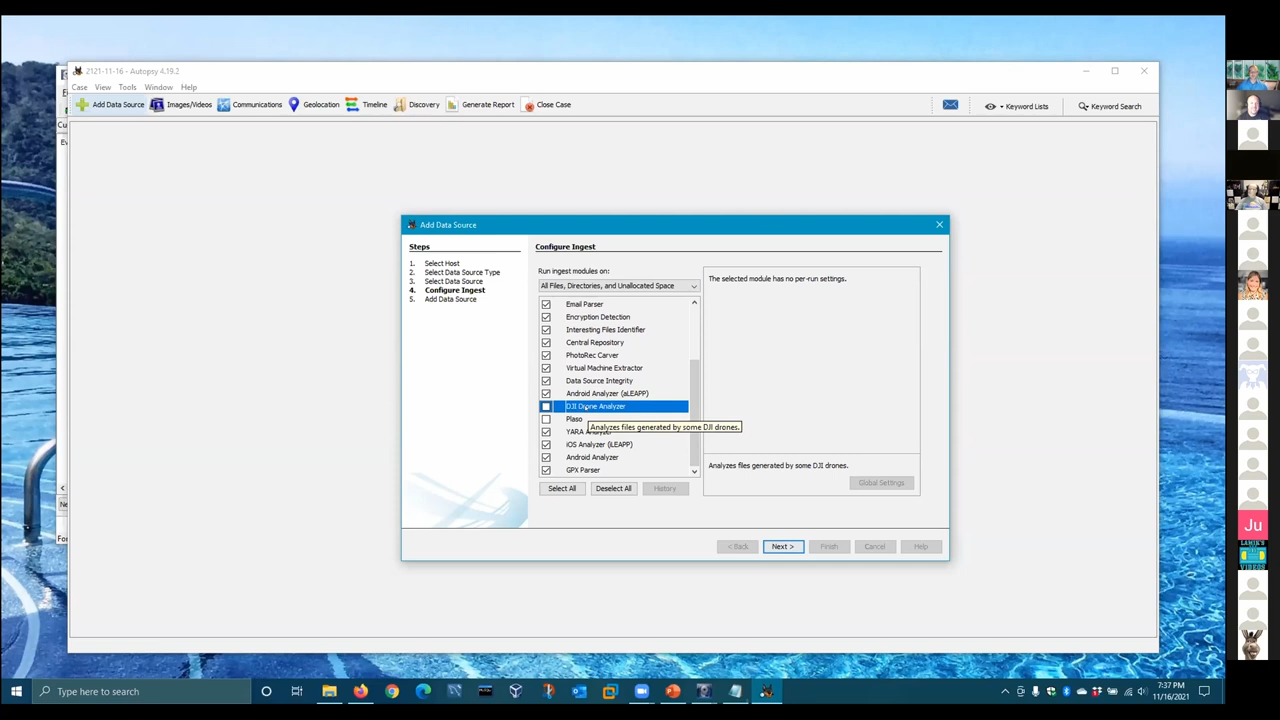 2121-11-16 - Autopsy 4.19.2
Case View Tools Window Help
Add Data Source Images/Videos Communications Geolocation Timeline Discovery Generate Report Close Case Keyword Lists Keyword Search
Add Data Source
Steps
1. Select Host
2. Select Data Source Type
3. Select Data Source
4. Configure Ingest
5. Add Data Source
Configure Ingest
Run ingest modules on:
All Files, Directories, and Unallocated Space
Email Parser
Encryption Detection
Interesting Files Identifier
Central Repository
PhotoRec Carver
Virtual Machine Extractor
Data Source Integrity
Android Analyzer (aLEAPP)
DJI Drone Analyzer
Plaso
YARA Analyzer
iOS Analyzer (iLEAPP)
Android Analyzer
GPX Parser
Analyzes files generated by some DJI drones.
Select All Deselect All History
The selected module has no per-run settings.
Analyzes files generated by some DJI drones.
Global Settings
< Back Next > Finish Cancel Help
Ju
VIDEOS
Type here to search
7:37 PM
11/16/2021